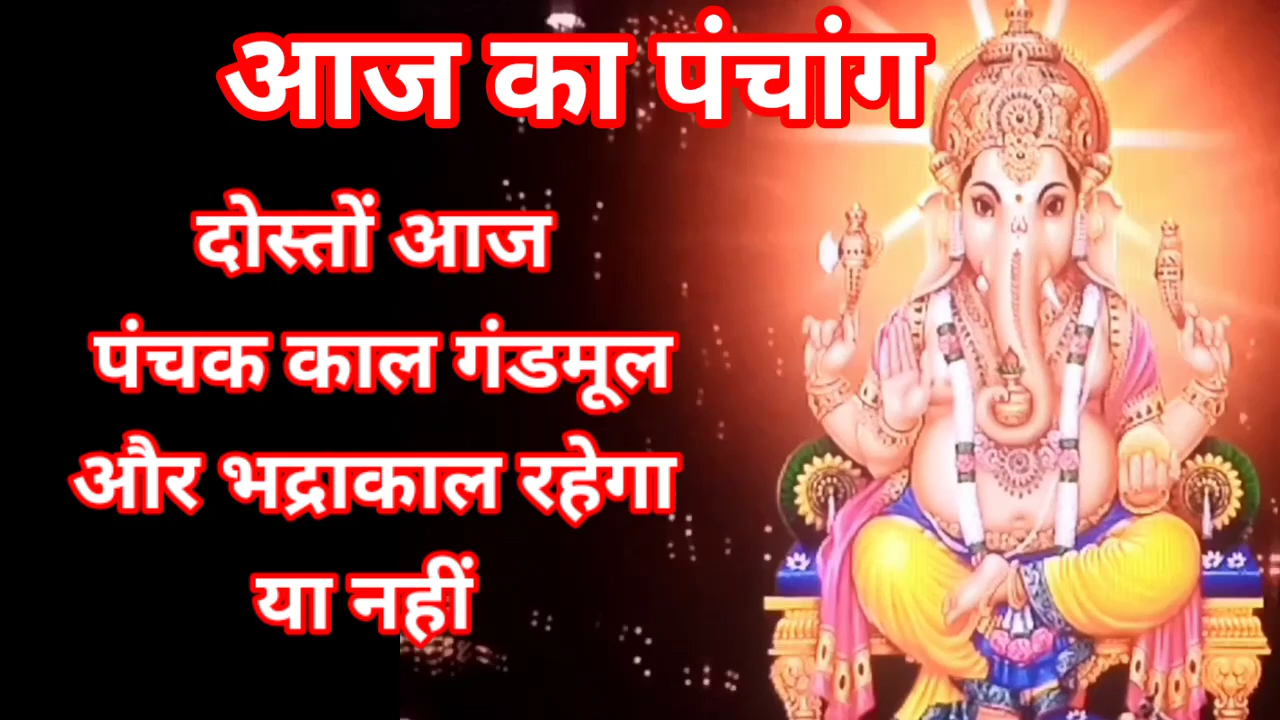 आज का पंचांग
दोस्तों आज
पंचक काल गंडमूल
और भद्राकाल रहेगा
या नहीं